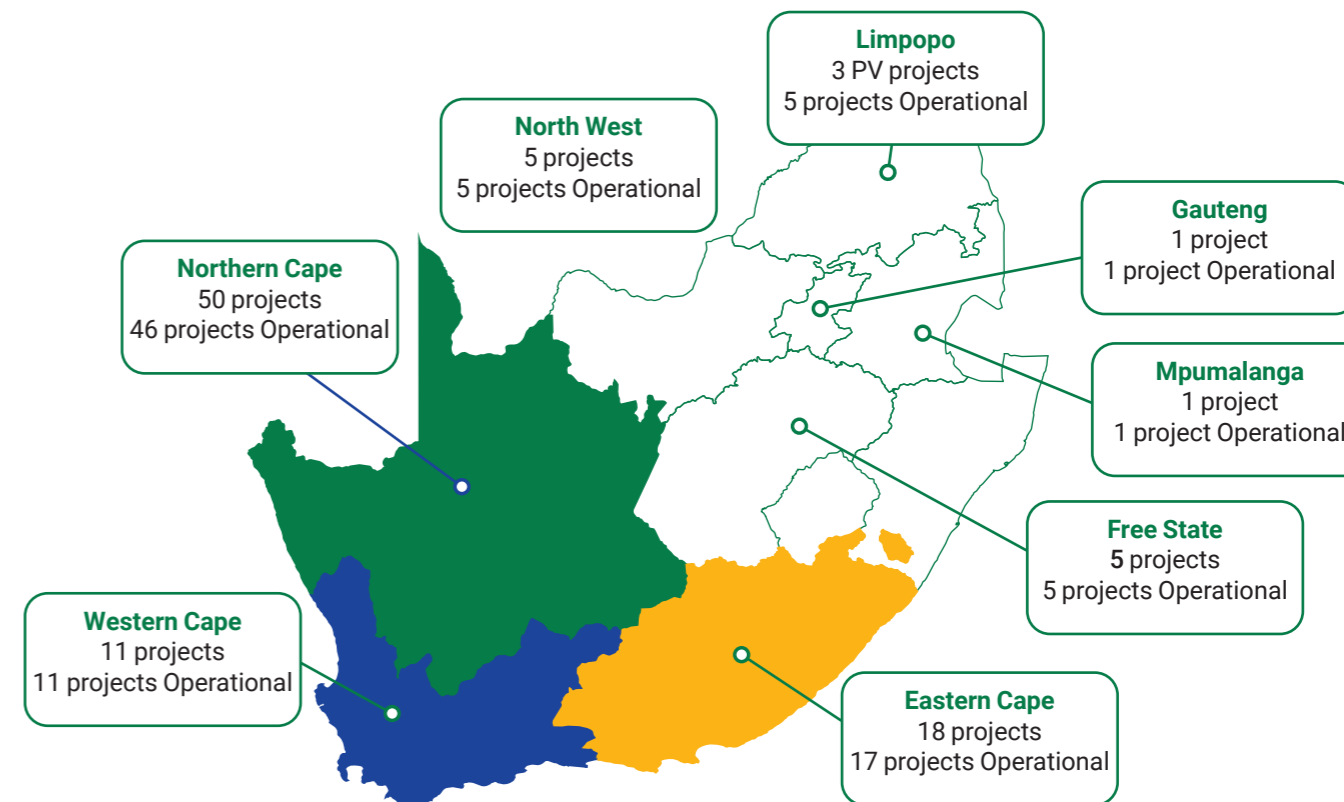 Limpopo
3 PV projects
5 projects Operational
North West
5 projects
5 projects Operational
Gauteng
1 project
1 project Operational
Northern Cape
50 projects
46 projects Operational
Mpumalanga
1 project
1 project Operational
Free State
5 projects
5 projects Operational
Western Cape
11 projects
11 projects Operational
Eastern Cape
18 projects
17 projects Operational